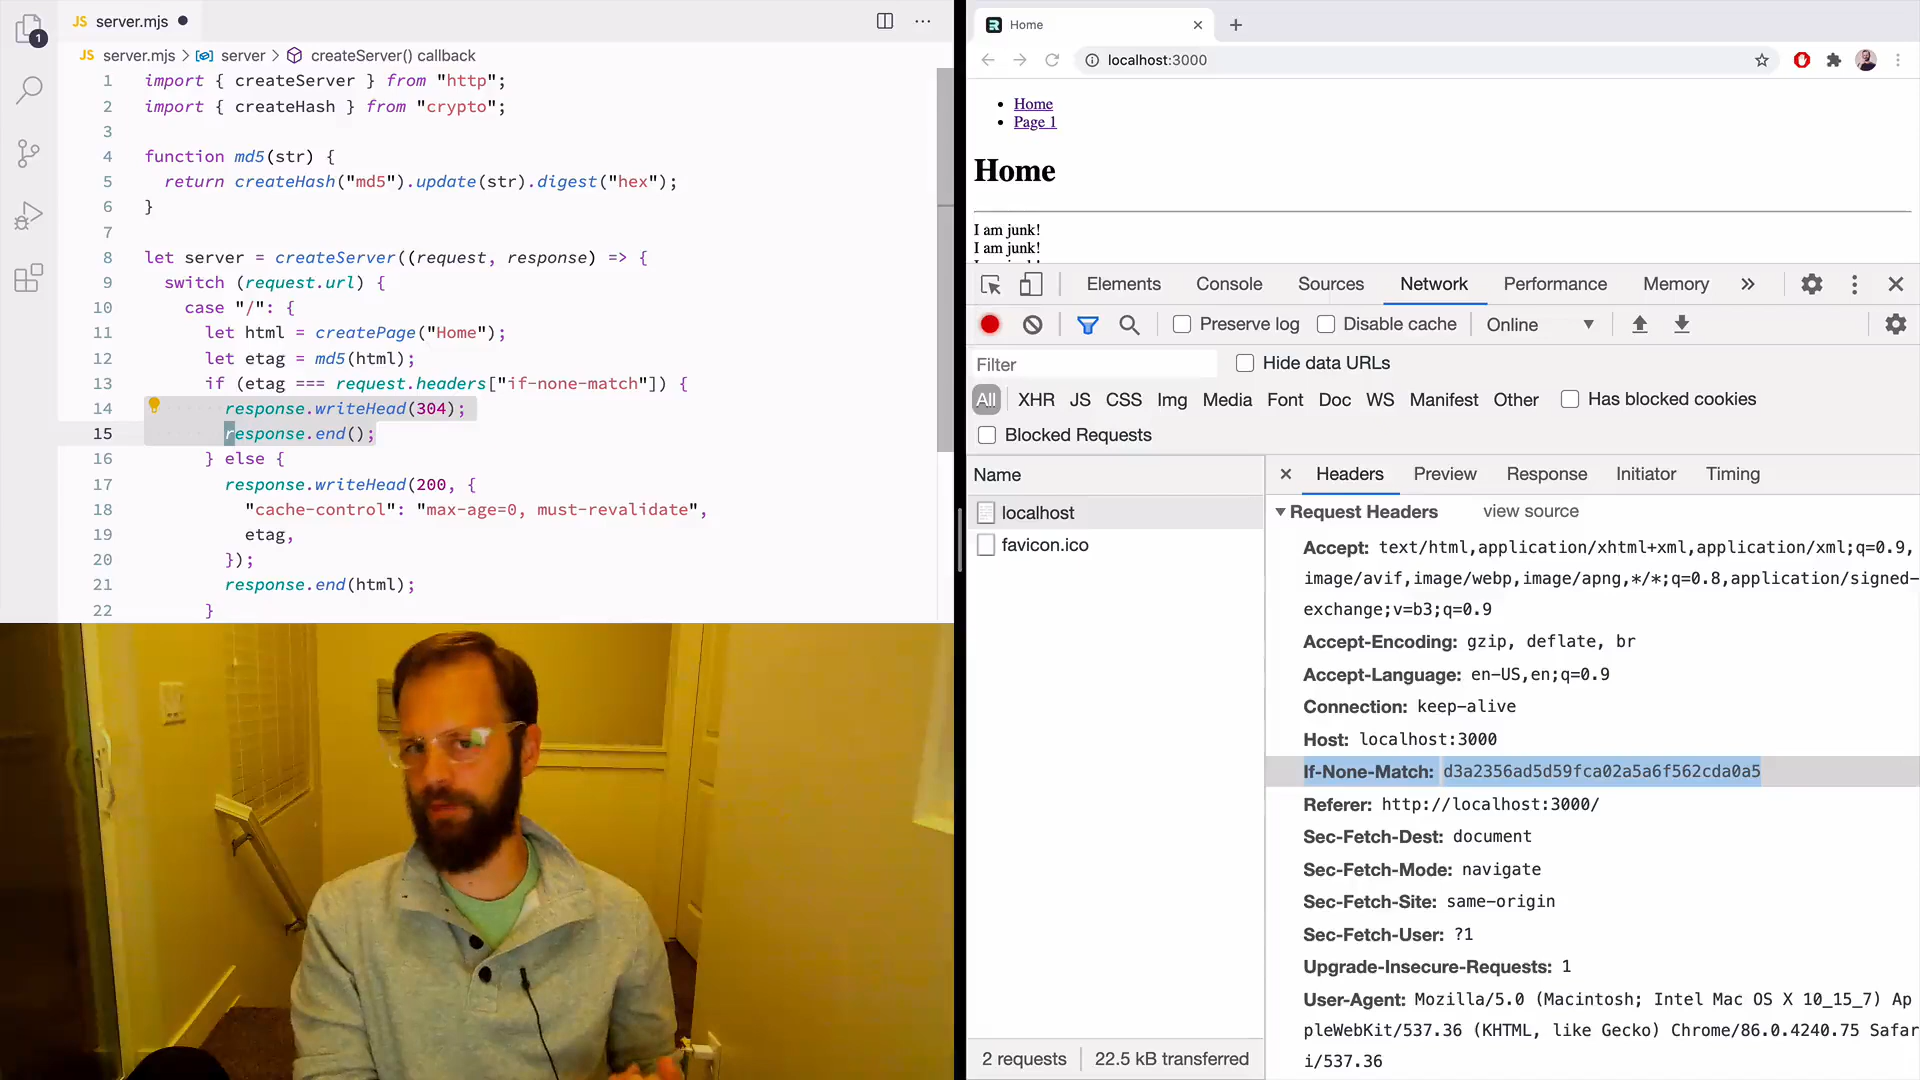 JS server.mjs
1
JS server.mjs > server > createServer() callback
1 import { createServer } from "http";
2 import { createHash } from "crypto";
3
4 function md5(str) {
5 return createHash("md5").update(str).digest("hex");
6 }
7
8 let server = createServer((request, response) => {
9 switch (request.url) {
10 case "/": {
11 let html = createPage("Home");
12 let etag = md5(html);
13 if (etag === request.headers["if-none-match"]) {
14 response.writeHead(304);
15 response.end();
16 } else {
17 response.writeHead(200, {
18 "cache-control": "max-age=0, must-revalidate",
19 etag,
20 });
21 response.end(html);
22 }
Home
localhost:3000
Home
Page 1
Home
I am junk!
I am junk!
Elements Console Sources Network Performance Memory
Preserve log Disable cache Online
Filter Hide data URLs
All XHR JS CSS Img Media Font Doc WS Manifest Other Has blocked cookies
Blocked Requests
Name
localhost
favicon.ico
2 requests 22.5 kB transferred
Headers Preview Response Initiator Timing
Request Headers view source
Accept: text/html,application/xhtml+xml,application/xml;q=0.9,
image/avif,image/webp,image/apng,*/*;q=0.8,application/signed-
exchange;v=b3;q=0.9
Accept-Encoding: gzip, deflate, br
Accept-Language: en-US,en;q=0.9
Connection: keep-alive
Host: localhost:3000
If-None-Match: d3a2356ad5d59fca02a5a6f562cda0a5
Referer: http://localhost:3000/
Sec-Fetch-Dest: document
Sec-Fetch-Mode: navigate
Sec-Fetch-Site: same-origin
Sec-Fetch-User: ?1
Upgrade-Insecure-Requests: 1
User-Agent: Mozilla/5.0 (Macintosh; Intel Mac OS X 10_15_7) Ap
pleWebKit/537.36 (KHTML, like Gecko) Chrome/86.0.4240.75 Safar
i/537.36